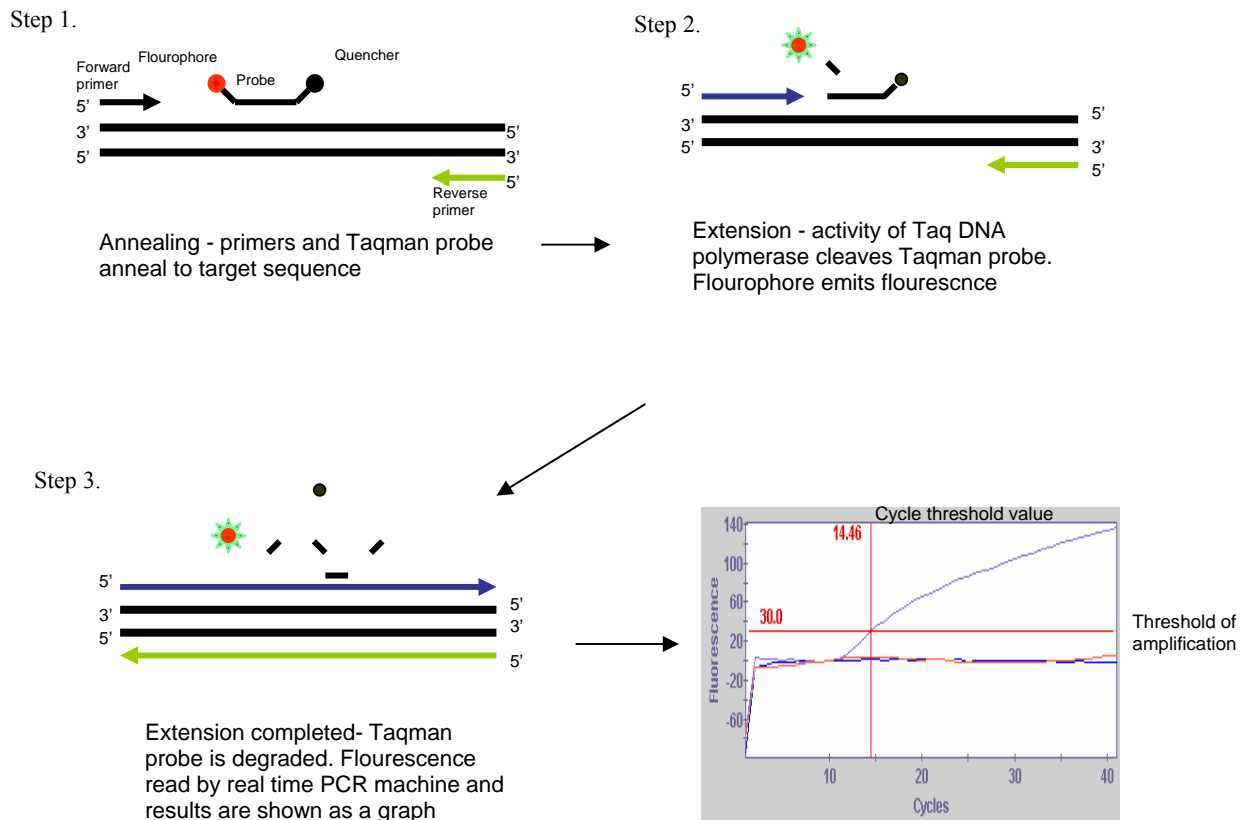 Step 1.
Flourophore
Quencher
Forward
primer
Probe
5’
3’
5’
5’
3’
5’
Reverse
primer
Annealing - primers and Taqman probe
anneal to target sequence
Step 2.
5’
3’
5’
5’
3’
5’
Extension - activity of Taq DNA
polymerase cleaves Taqman probe.
Flourophore emits flourescnce
Step 3.
5’
3’
5’
5’
3’
5’
Extension completed- Taqman
probe is degraded. Flourescence
read by real time PCR machine and
results are shown as a graph
Cycle threshold value
14.46
30.0
140
100
60
20
-20
-60
Fluorescence
10
20
30
40
Cycles
Threshold of
amplification